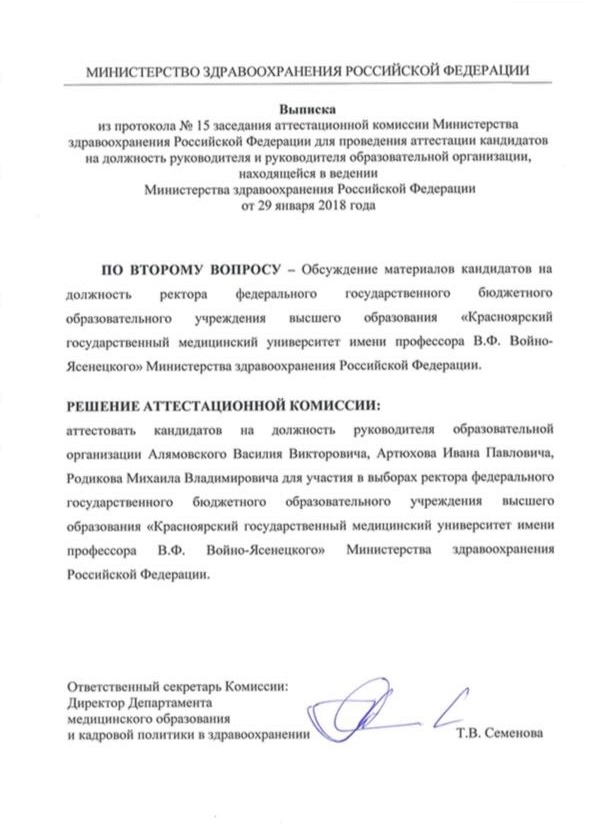 МИНИСТЕРСТВО ЗДРАВООХРАНЕНИЯ РОССИЙСКОЙ ФЕДЕРАЦИИ
Выписка
из протокола № 15 заседания аттестационной комиссии Министерства
здравоохранения Российской Федерации для проведения аттестации кандидатов
на должность руководителя и руководителя образовательной организации,
находящейся в ведении
Министерства здравоохранения Российской Федерации
от 29 января 2018 года
ПО ВТОРОМУ ВОПРОСУ – Обсуждение материалов кандидатов на
должность ректора федерального государственного бюджетного
образовательного учреждения высшего образования «Красноярский
государственный медицинский университет имени профессора В.Ф. Войно-
Ясенецкого» Министерства здравоохранения Российской Федерации.
РЕШЕНИЕ АТТЕСТАЦИОННОЙ КОМИССИИ:
аттестовать кандидатов на должность руководителя образовательной
организации Алямовского Василия Викторовича, Артюхова Ивана Павловича,
Родикова Михаила Владимировича для участия в выборах ректора федерального
государственного бюджетного образовательного учреждения высшего
образования «Красноярский государственный медицинский университет имени
профессора В.Ф. Войно-Ясенецкого» Министерства здравоохранения
Российской Федерации.
Ответственный секретарь Комиссии:
Директор Департамента
медицинского образования
и кадровой политики в здравоохранении Т.В. Семенова